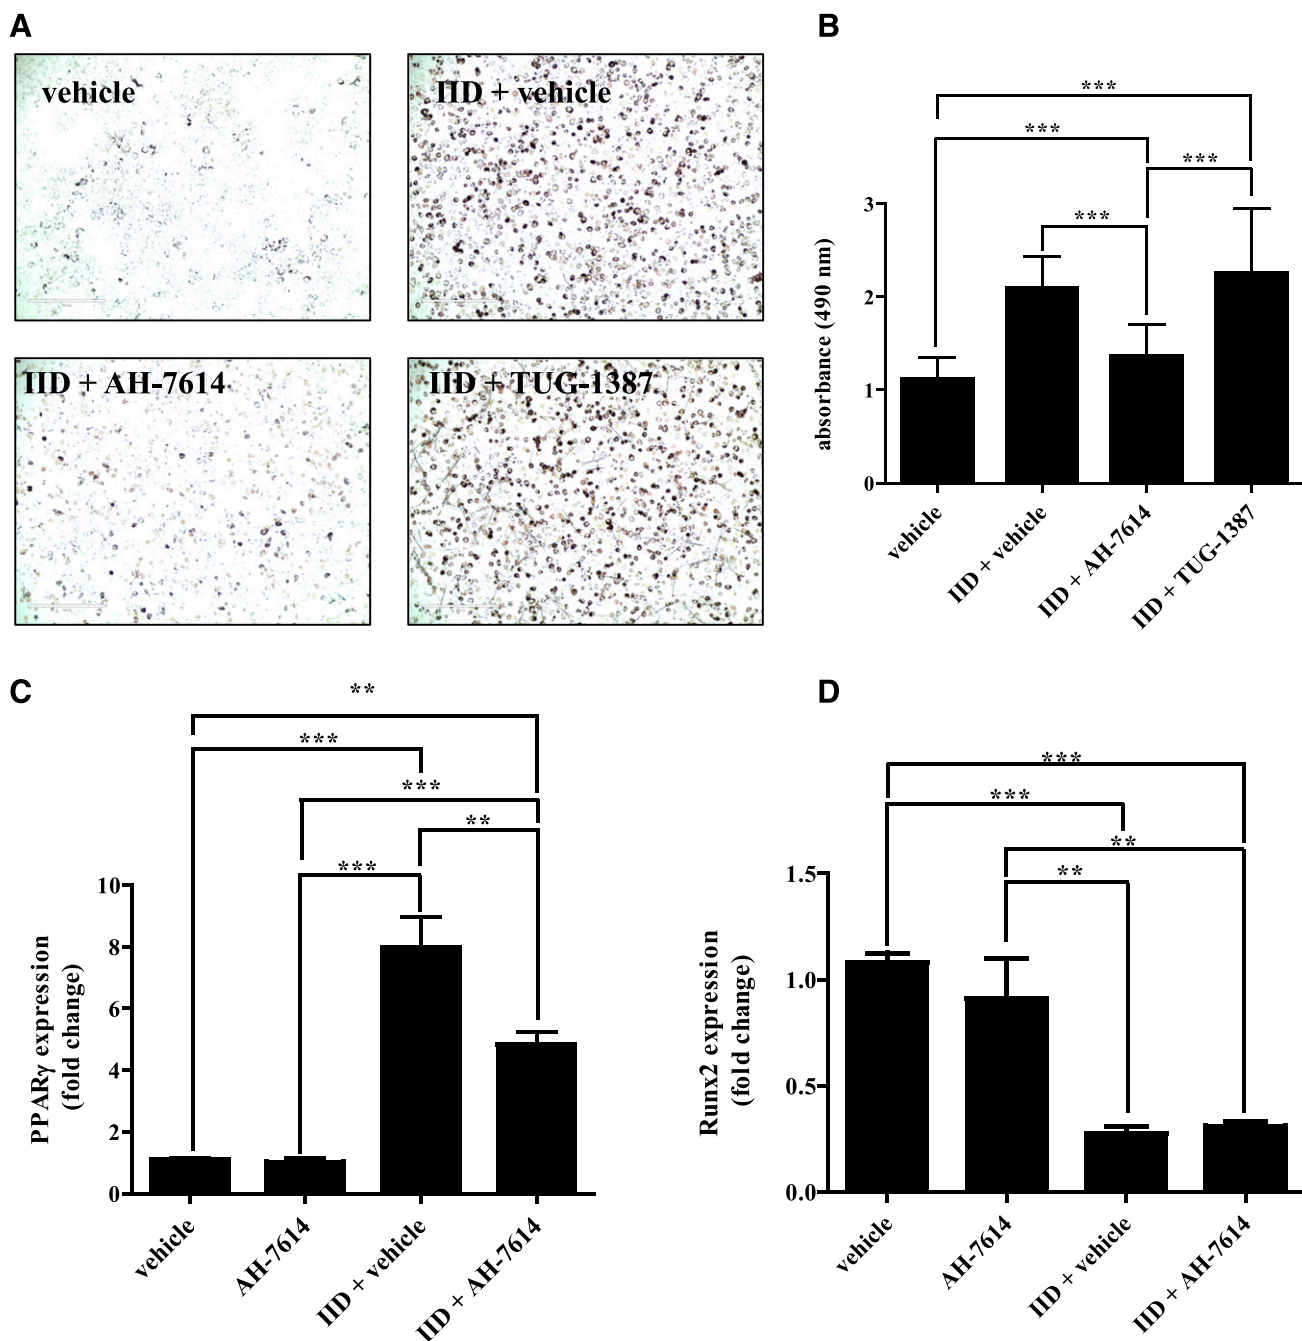 A
vehicle
IID + vehicle
IID + AH-7614
IID + TUG-1387
B
***
***
***
***
absorbance (490 nm)
3
2
1
0
vehicle
IID + vehicle
IID + AH-7614
IID + TUG-1387
C
**
***
***
**
***
PPARγ expression
(fold change)
10
8
6
4
2
0
vehicle
AH-7614
IID + vehicle
IID + AH-7614
D
***
***
**
**
Runx2 expression
(fold change)
1.5
1.0
0.5
0.0
vehicle
AH-7614
IID + vehicle
IID + AH-7614